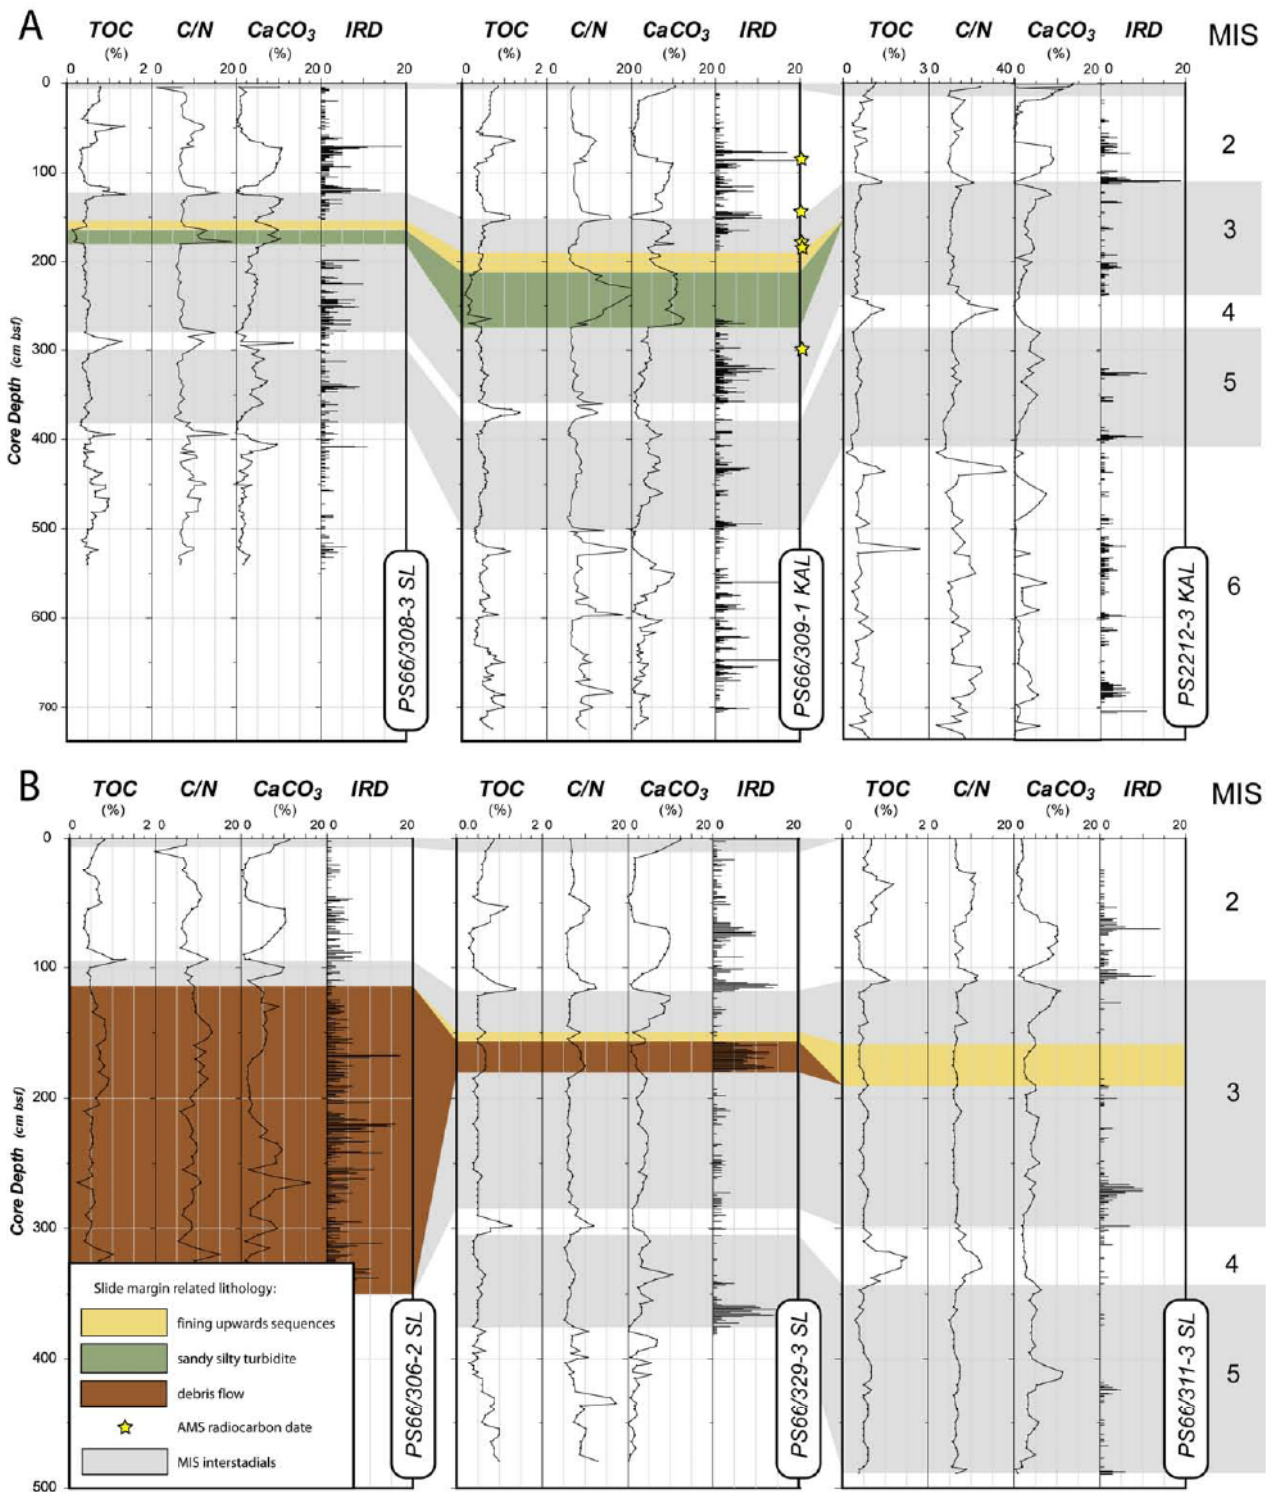 A
TOC C/N CaCO3 IRD
(%) (%)
TOC C/N CaCO3 IRD
(%) (%)
TOC C/N CaCO3 IRD
(%) (%)
MIS
0 2 0 20 0 20 0 20
0 2 0 20 0 20 0 20
0 3 0 40 0 20 0 20
0
100
200
300
400
500
600
700
Core Depth (cm bsf)
2
3
4
5
6
PS66/308-3 SL
PS66/309-1 KAL
PS2212-3 KAL
B
TOC C/N CaCO3 IRD
(%) (%)
TOC C/N CaCO3 IRD
(%) (%)
TOC C/N CaCO3 IRD
(%) (%)
MIS
0 2 0 20 0 20 0 20
0.0 2 0 20 0 20 0 20
0 2 0 20 0 20 0 20
0
100
200
300
400
500
Core Depth (cm bsf)
2
3
4
5
Slide margin related lithology:
fining upwards sequences
sandy silty turbidite
debris flow
AMS radiocarbon date
MIS interstadials
PS66/306-2 SL
PS66/329-3 SL
PS66/311-3 SL